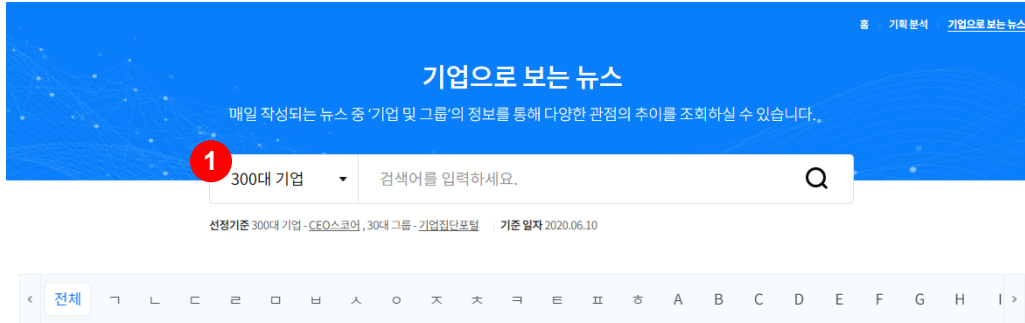 홈 기획 분석 기업으로 보는 뉴스
기업으로 보는 뉴스
매일 작성되는 뉴스 중 ‘기업 및 그룹’의 정보를 통해 다양한 관점의 추이를 조회하실 수 있습니다.
1
300대 기업 검색어를 입력하세요.
선정기준 300대 기업 - CEO스코어 , 30대 그룹 - 기업집단포털 기준 일자 2020.06.10
< 전체 ㄱ ㄴ ㄷ ㄹ ㅁ ㅂ ㅅ ㅇ ㅈ ㅊ ㅋ ㅌ ㅍ ㅎ A B C D E F G H I >